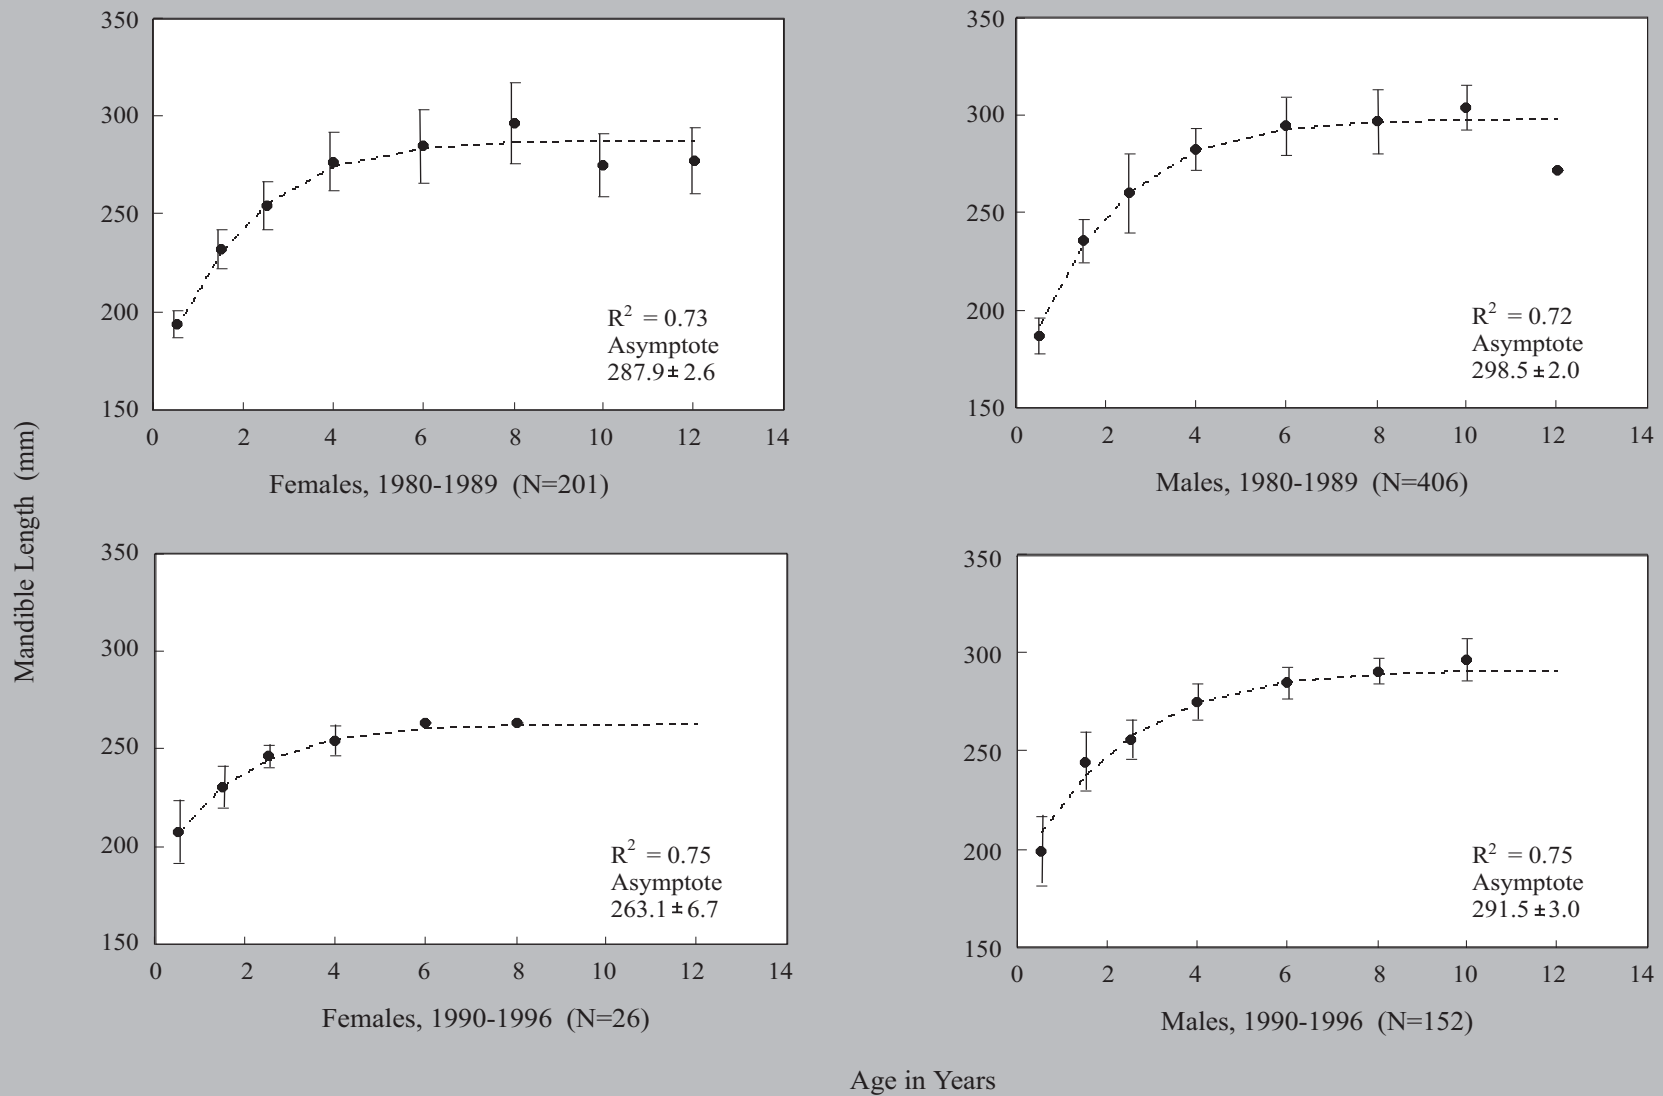 350
300
250
200
150
0 2 4 6 8 10 12 14
R² = 0.73
Asymptote
287.9 ± 2.6
Females, 1980-1989 (N=201)
350
300
250
200
150
0 2 4 6 8 10 12 14
R² = 0.72
Asymptote
298.5 ± 2.0
Males, 1980-1989 (N=406)
Mandible Length (mm)
350
300
250
200
150
0 2 4 6 8 10 12 14
R² = 0.75
Asymptote
263.1 ± 6.7
Females, 1990-1996 (N=26)
350
300
250
200
150
0 2 4 6 8 10 12 14
R² = 0.75
Asymptote
291.5 ± 3.0
Males, 1990-1996 (N=152)
Age in Years